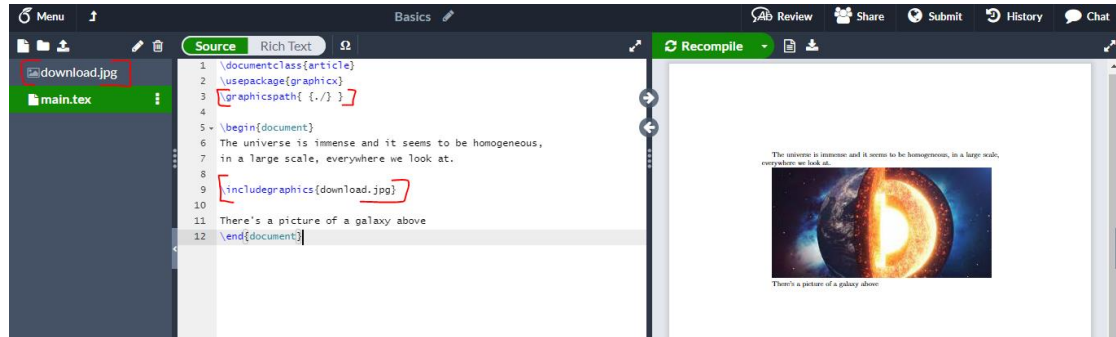 Menu
Basics
Review
Share
Submit
History
Chat
Source
Rich Text
Ω
Recompile
download.jpg
main.tex
1 \documentclass{article}
2 \usepackage{graphicx}
3 \graphicspath{ {./} }
4
5 \begin{document}
6 The universe is immense and it seems to be homogeneous,
7 in a large scale, everywhere we look at.
8
9 \includegraphics{download.jpg}
10
11 There's a picture of a galaxy above
12 \end{document}
The universe is immense and it seems to be homogeneous, in a large scale,
everywhere we look at.
There's a picture of a galaxy above